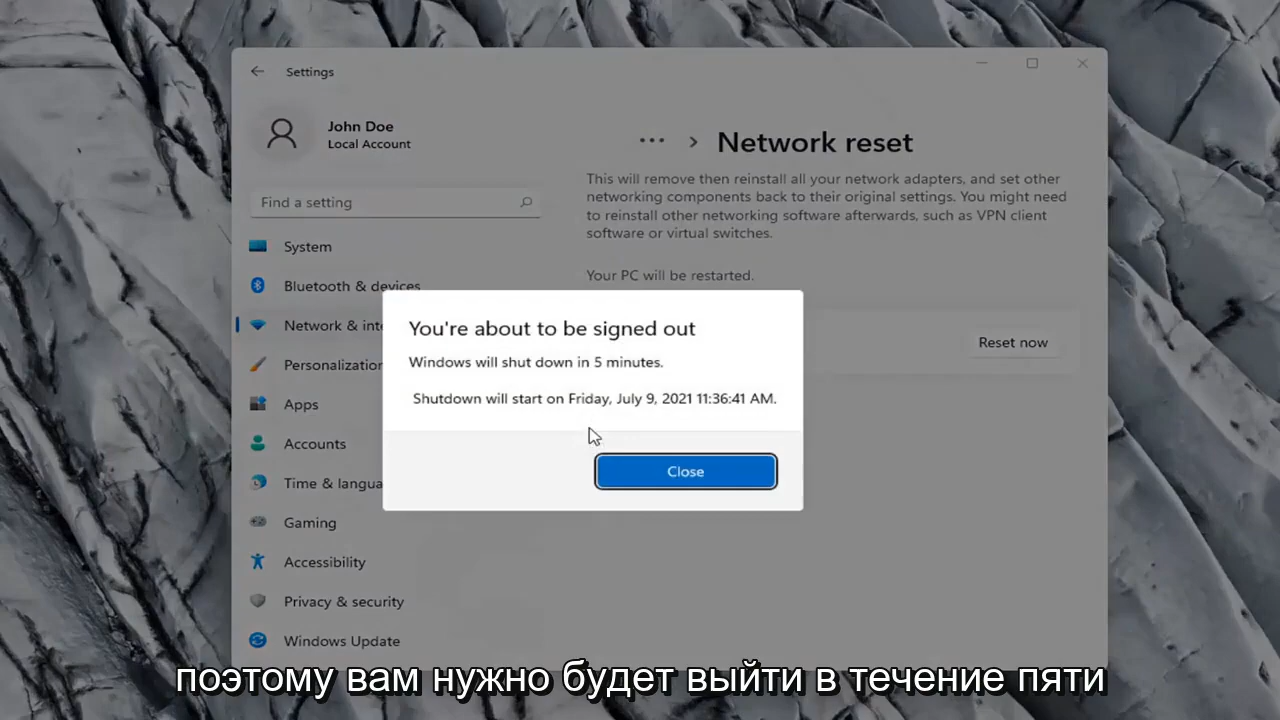 Settings
John Doe
Local Account
Find a setting
System
Bluetooth & devices
Network & inte
Personalization
Apps
Accounts
Time & langua
Gaming
Accessibility
Privacy & security
Windows Update
... > Network reset
This will remove then reinstall all your network adapters, and set other
networking components back to their original settings. You might need
to reinstall other networking software afterwards, such as VPN client
software or virtual switches.
Your PC will be restarted.
Reset now
You're about to be signed out
Windows will shut down in 5 minutes.
Shutdown will start on Friday, July 9, 2021 11:36:41 AM.
Close
поэтому вам нужно будет выйти в течение пяти